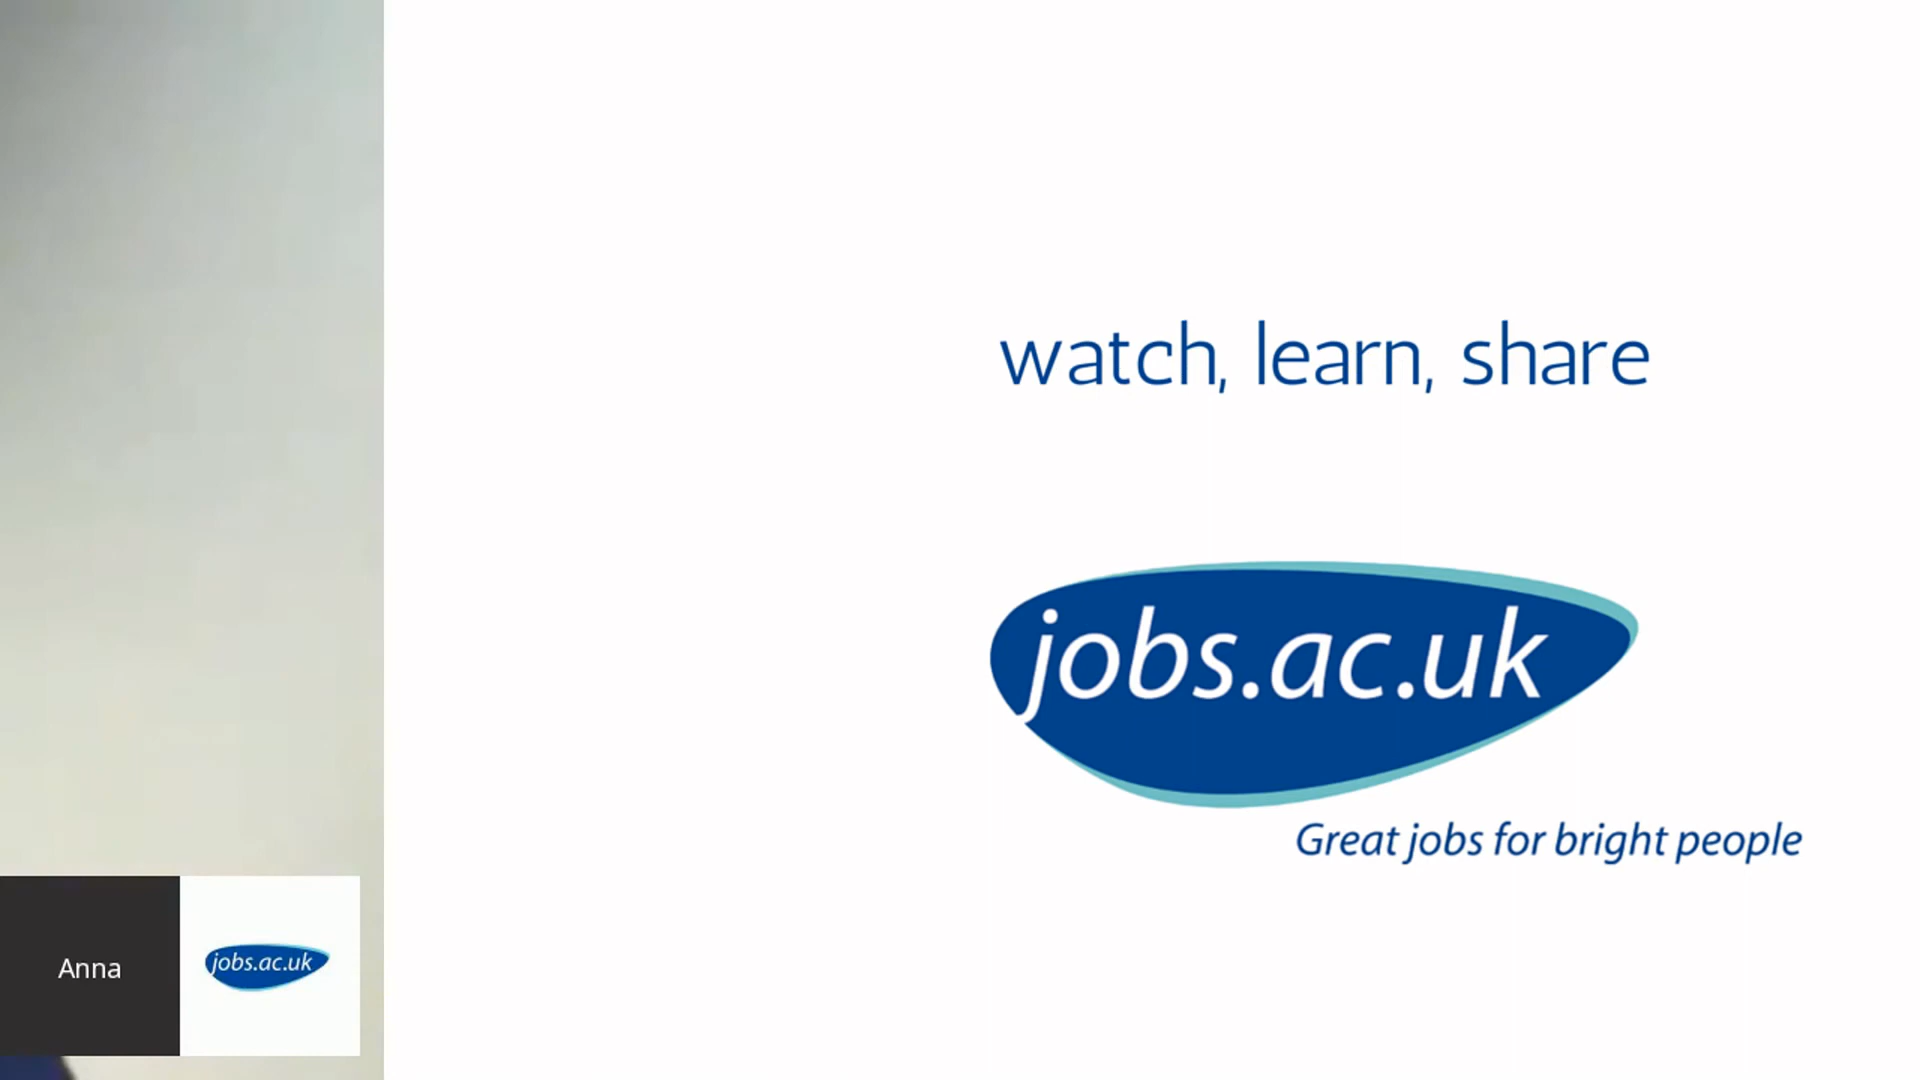 watch, learn, share
jobs.ac.uk
Great jobs for bright people
Anna
jobs.ac.uk